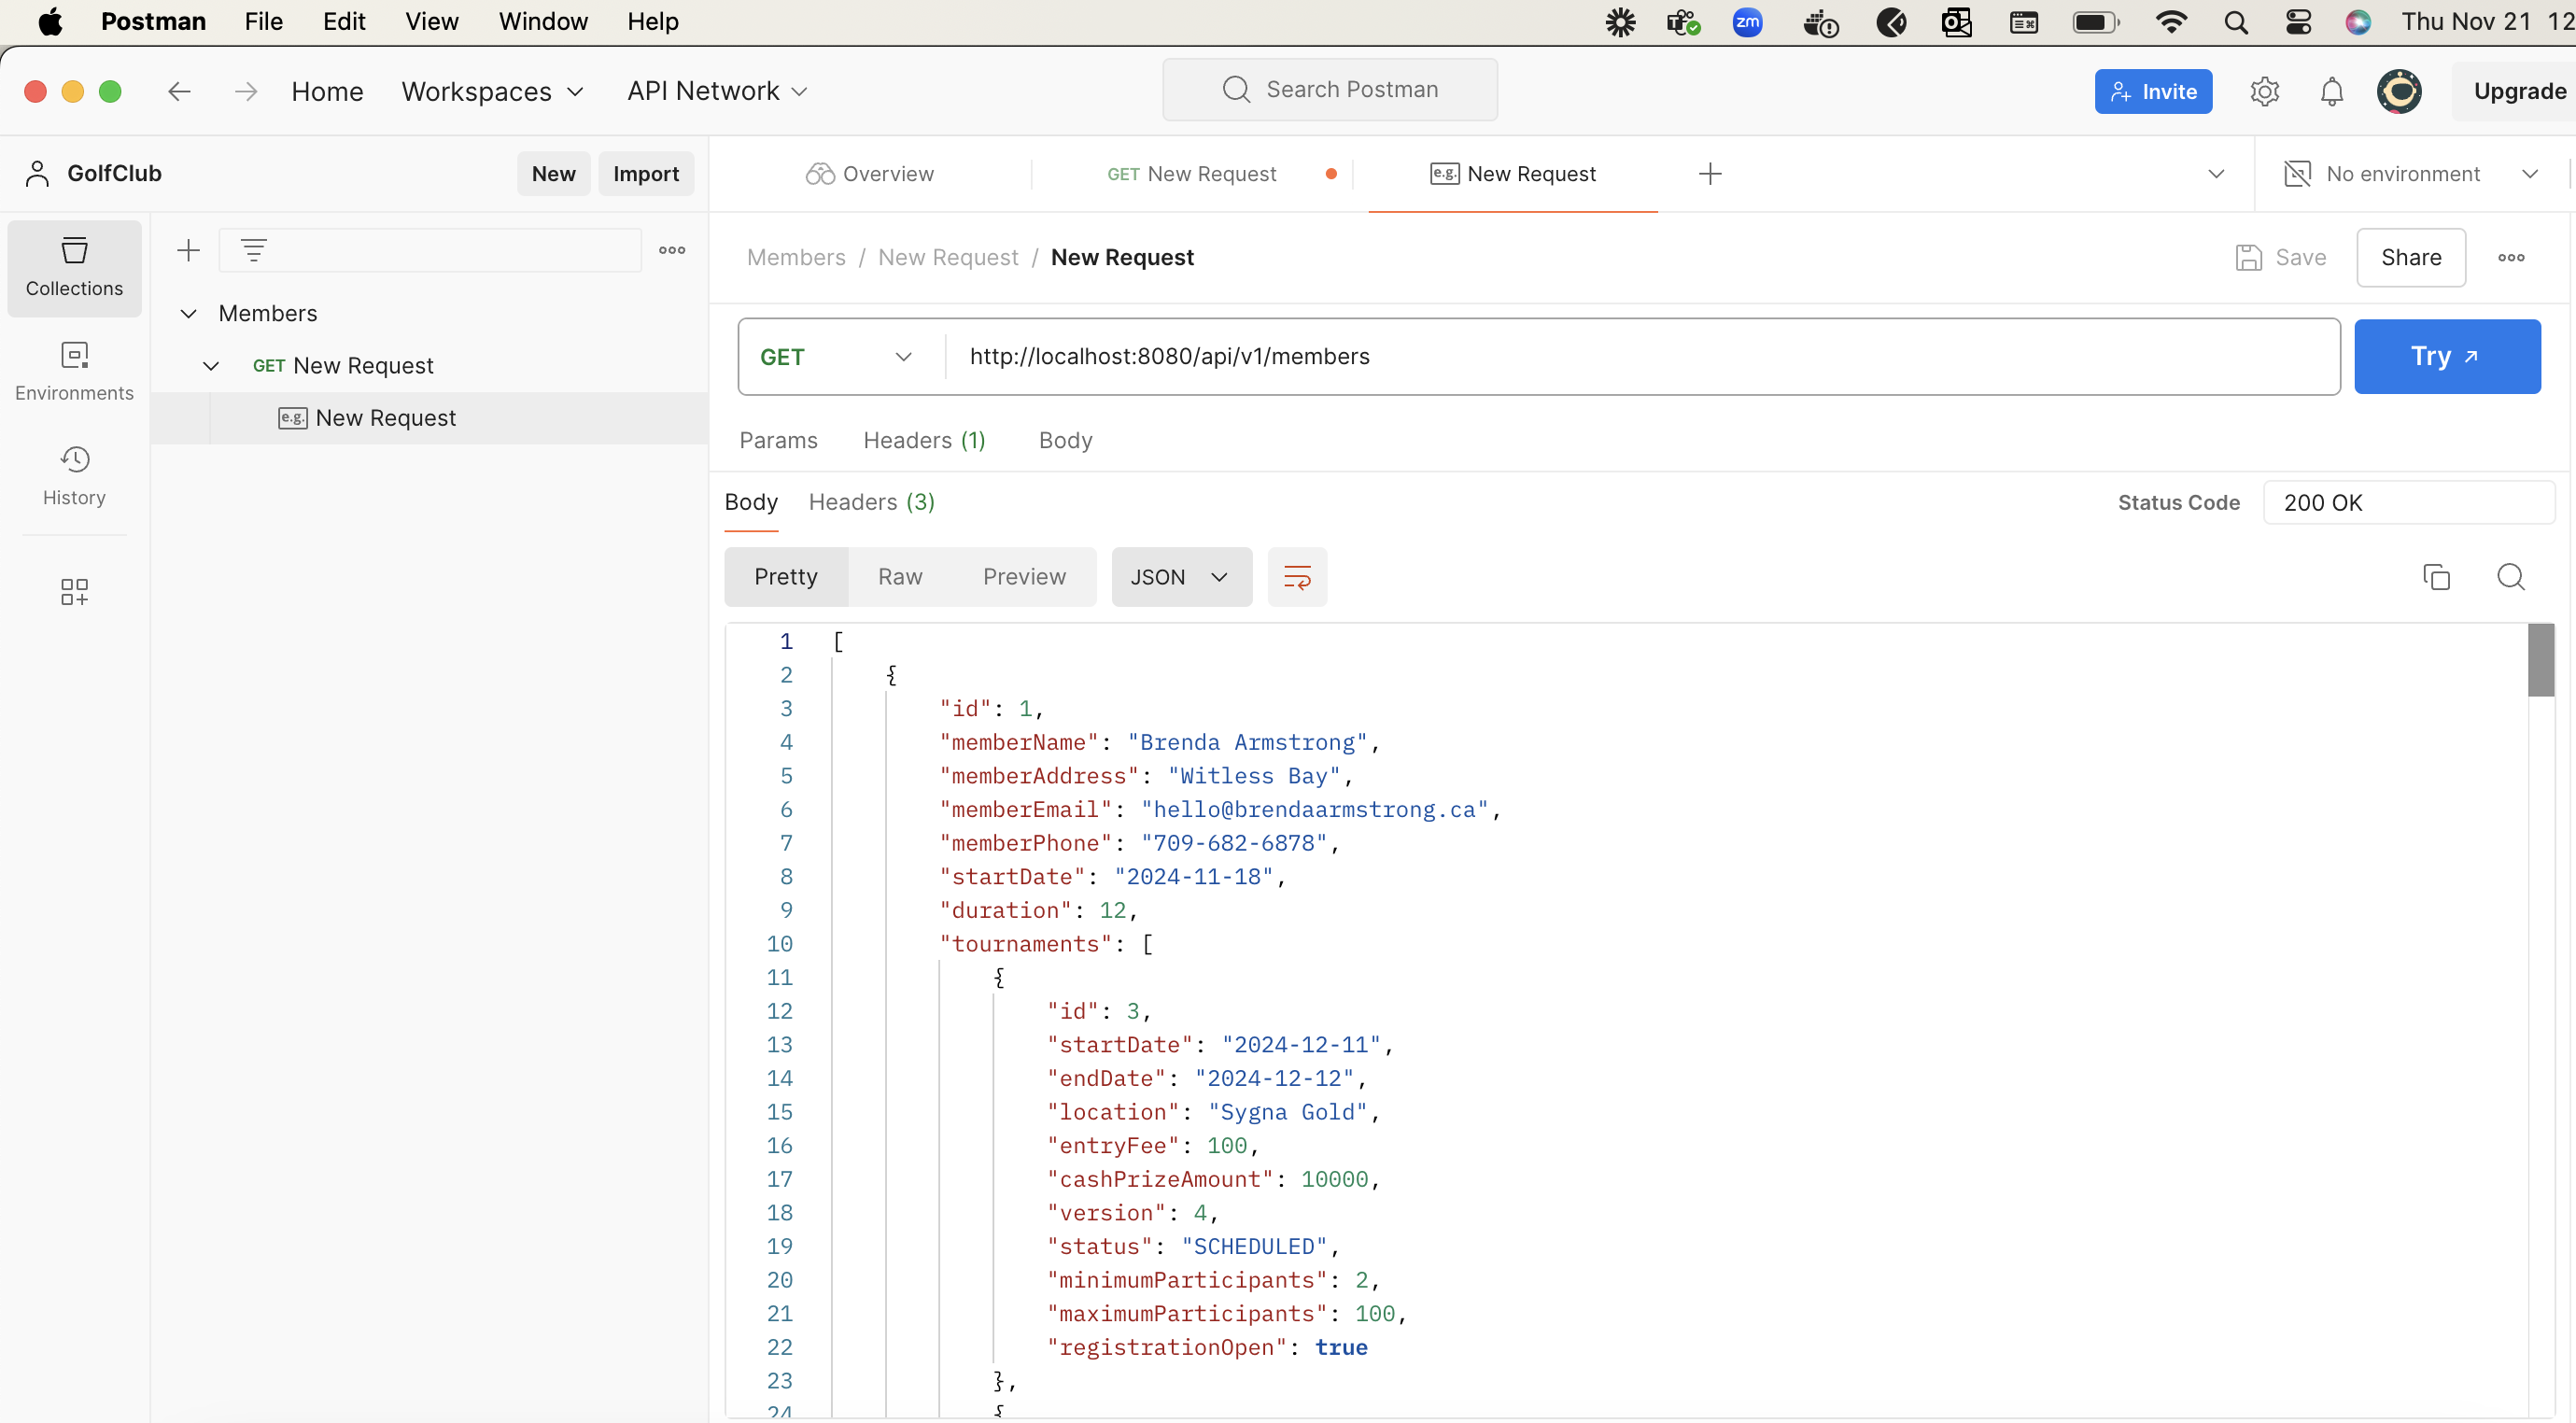 Postman File Edit View Window Help zm Thu Nov 21 12
Home Workspaces API Network Search Postman Invite Upgrade
GolfClub New Import Overview GET New Request e.g. New Request No environment
Collections
Environments
History
Members
GET New Request
e.g. New Request
Members / New Request / New Request Save Share
GET http://localhost:8080/api/v1/members Try
Params Headers (1) Body
Body Headers (3) Status Code 200 OK
Pretty Raw Preview JSON
1 [
2 {
3 "id": 1,
4 "memberName": "Brenda Armstrong",
5 "memberAddress": "Witless Bay",
6 "memberEmail": "hello@brendaarmstrong.ca",
7 "memberPhone": "709-682-6878",
8 "startDate": "2024-11-18",
9 "duration": 12,
10 "tournaments": [
11 {
12 "id": 3,
13 "startDate": "2024-12-11",
14 "endDate": "2024-12-12",
15 "location": "Sygna Gold",
16 "entryFee": 100,
17 "cashPrizeAmount": 10000,
18 "version": 4,
19 "status": "SCHEDULED",
20 "minimumParticipants": 2,
21 "maximumParticipants": 100,
22 "registrationOpen": true
23 },
24 {